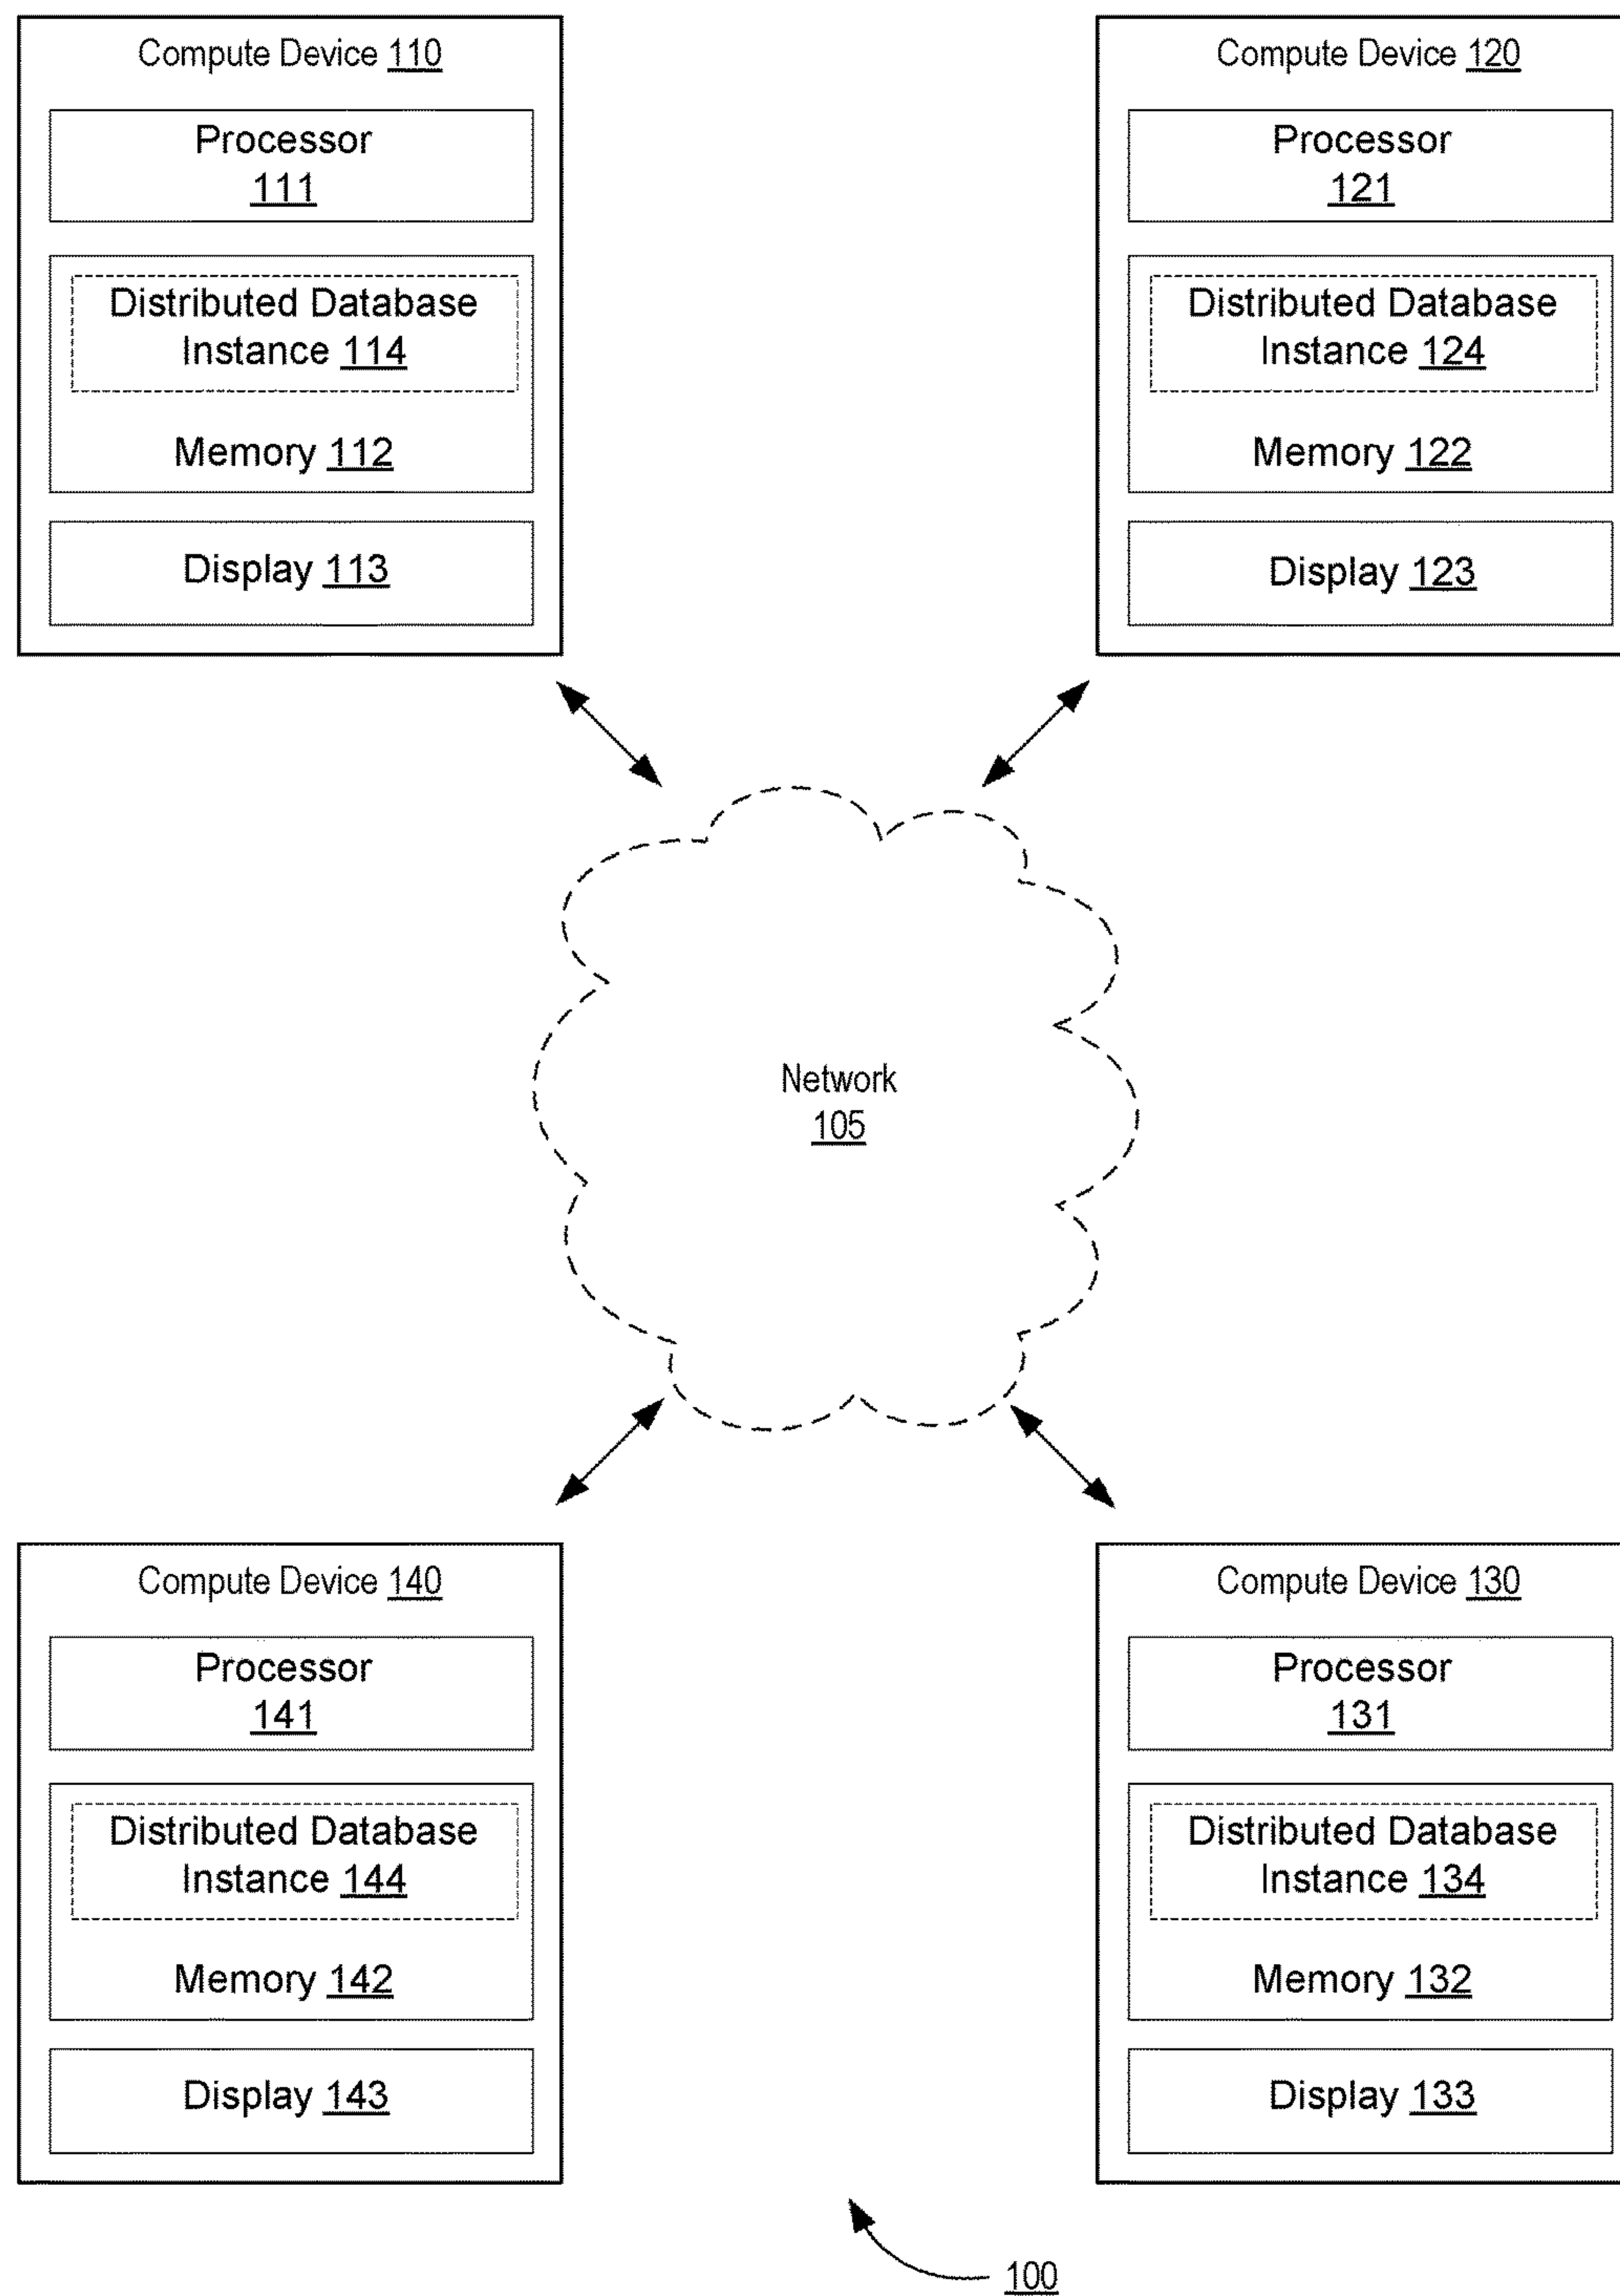 Compute Device 110
Processor
111
Distributed Database
Instance 114
Memory 112
Display 113
Compute Device 120
Processor
121
Distributed Database
Instance 124
Memory 122
Display 123
Network
105
Compute Device 140
Processor
141
Distributed Database
Instance 144
Memory 142
Display 143
Compute Device 130
Processor
131
Distributed Database
Instance 134
Memory 132
Display 133
100